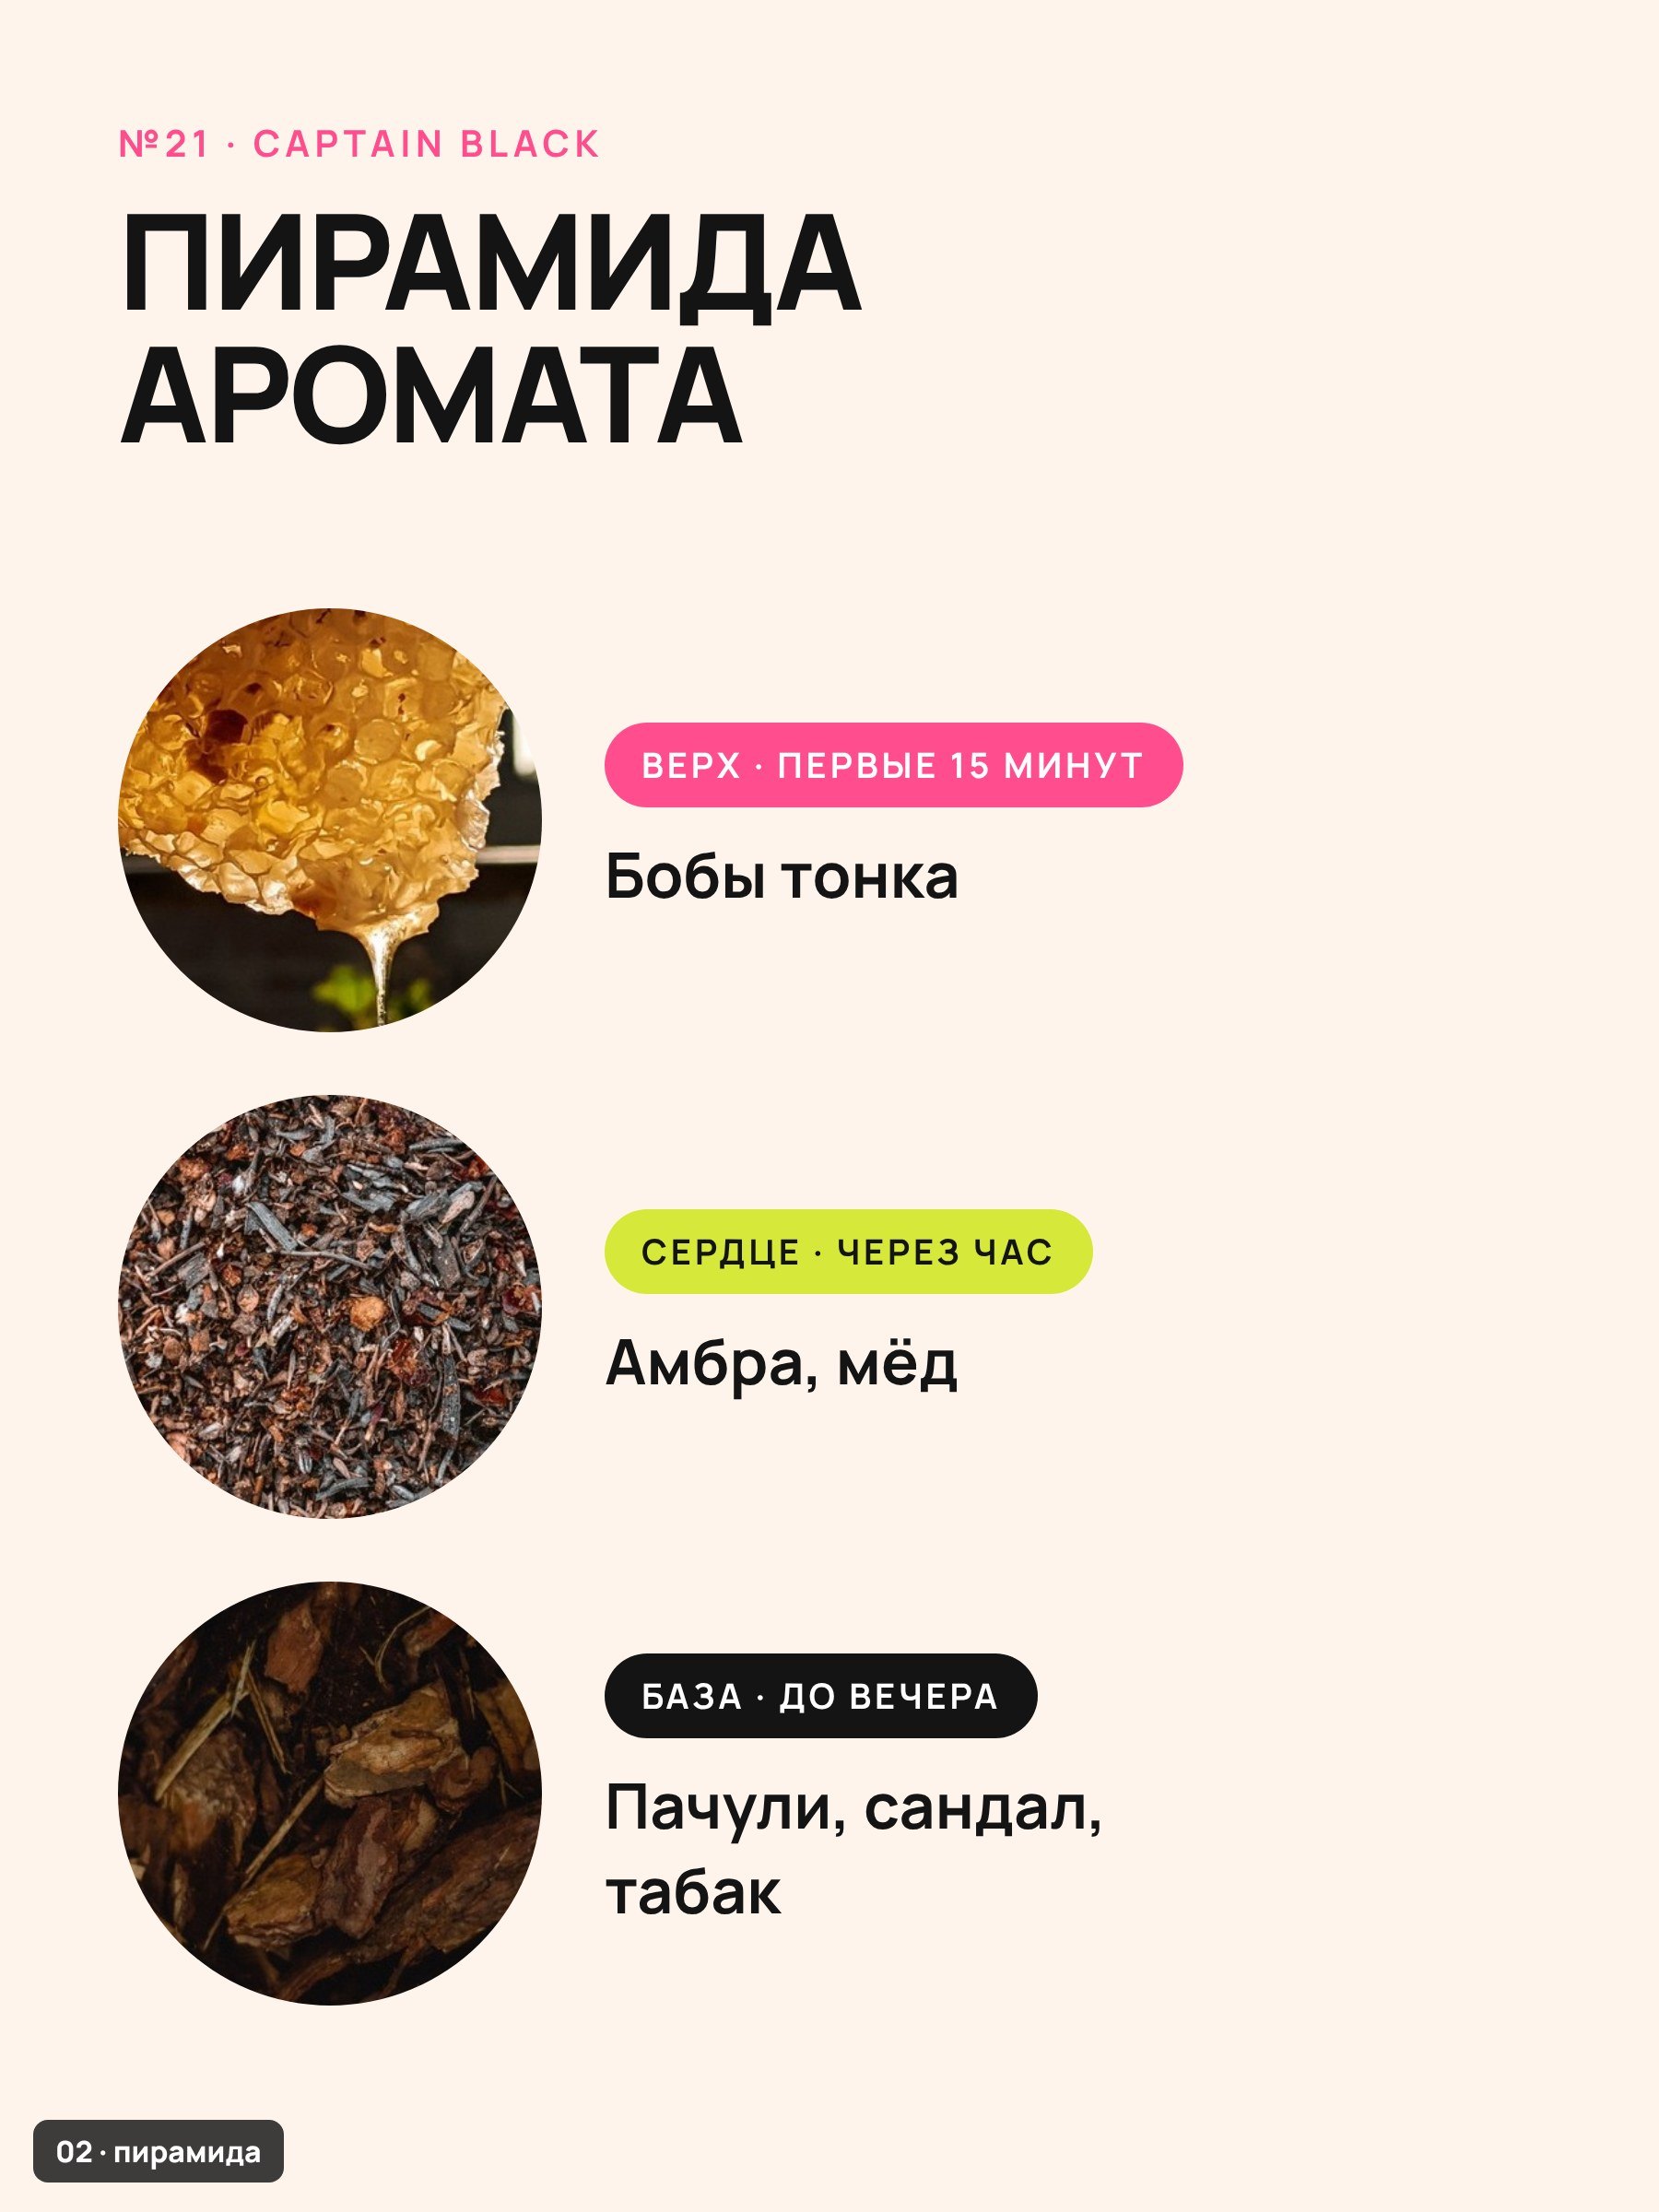 №21 · CAPTAIN BLACK
ПИРАМИДА
АРОМАТА
ВЕРХ · ПЕРВЫЕ 15 МИНУТ
Бобы тонка
СЕРДЦЕ · ЧЕРЕЗ ЧАС
Амбра, мёд
БАЗА · ДО ВЕЧЕРА
Пачули, сандал,
табак
02 · пирамида